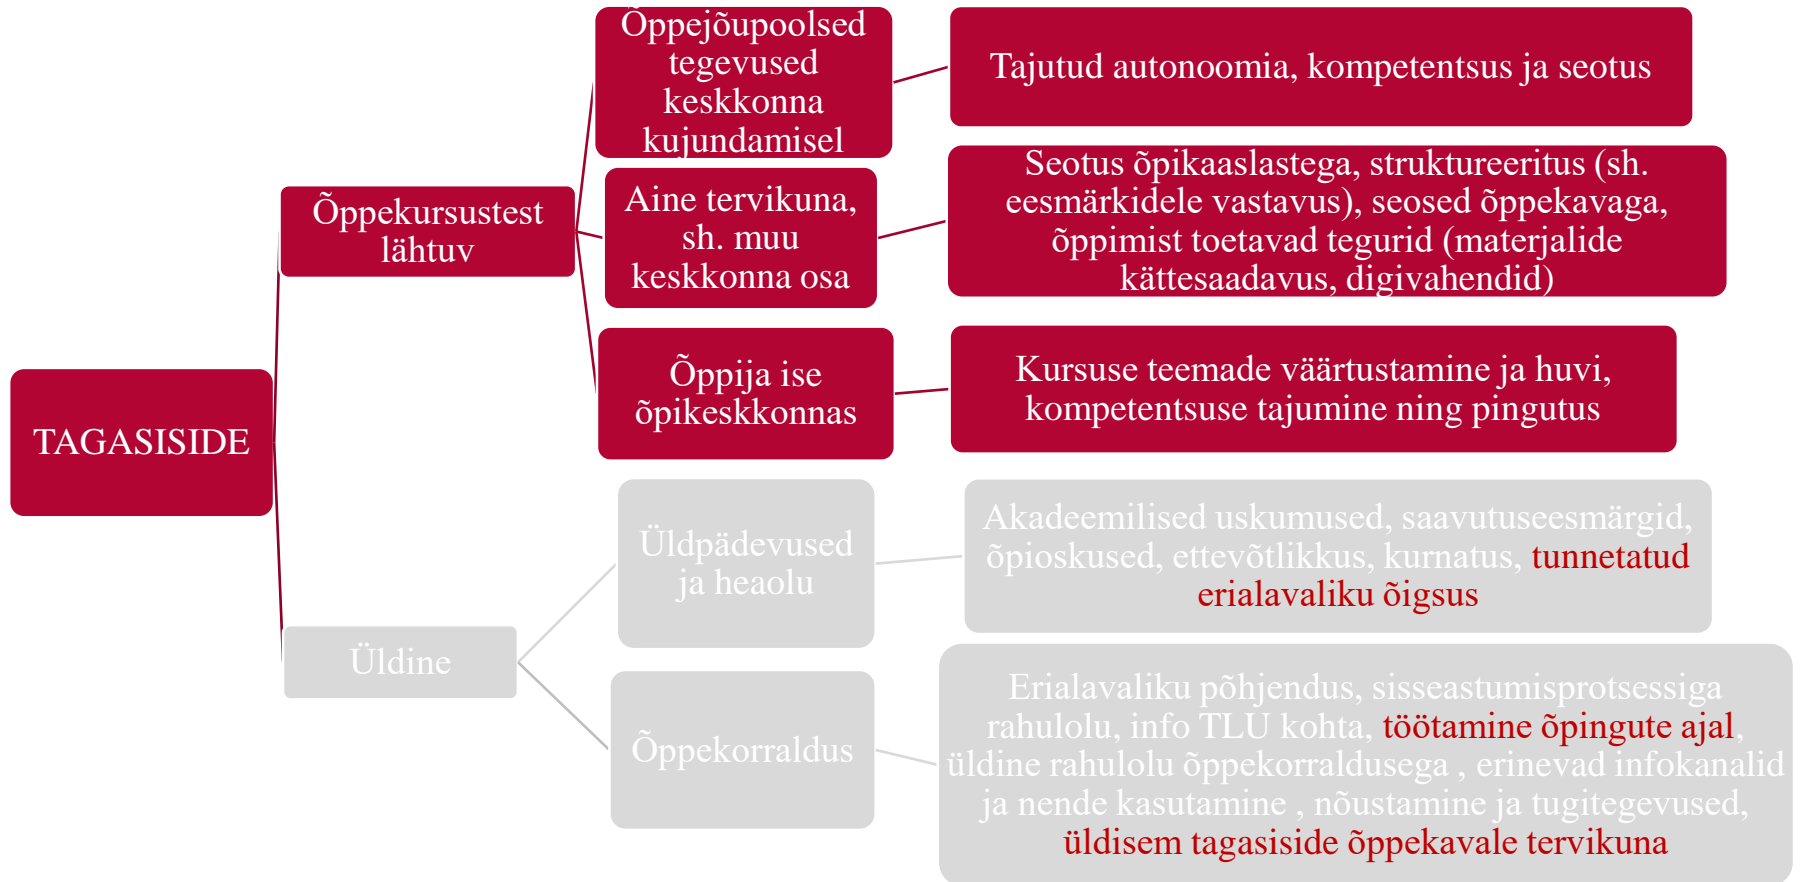 TAGASISIDE
Õppekursustest
lähtuv
Õppejõupoolsed
tegevused
keskkonna
kujundamisel
Tajutud autonoomia, kompetentsus ja seotus
Aine tervikuna,
sh. muu
keskkonna osa
Seotus õpikaaslastega, struktureeritus (sh.
eesmärkidele vastavus), seosed õppekavaga,
õppimist toetavad tegurid (materjalide
kättesaadavus, digivahendid)
Õppija ise
õpikeskkonnas
Kursuse teemade väärtustamine ja huvi,
kompetentsuse tajumine ning pingutus
Üldine
Üldpädevused
ja heaolu
Akadeemilised uskumused, saavutuseesmärgid,
õpioskused, ettevõtlikkus, kurnatus, tunnetatud
erialavaliku õigsus
Õppekorraldus
Erialavaliku põhjendus, sisseastumisprotsessiga
rahulolu, info TLU kohta, töötamine õpingute ajal,
üldine rahulolu õppekorraldusega , erinevad infokanalid
ja nende kasutamine , nõustamine ja tugitegevused,
üldisem tagasiside õppekavale tervikuna